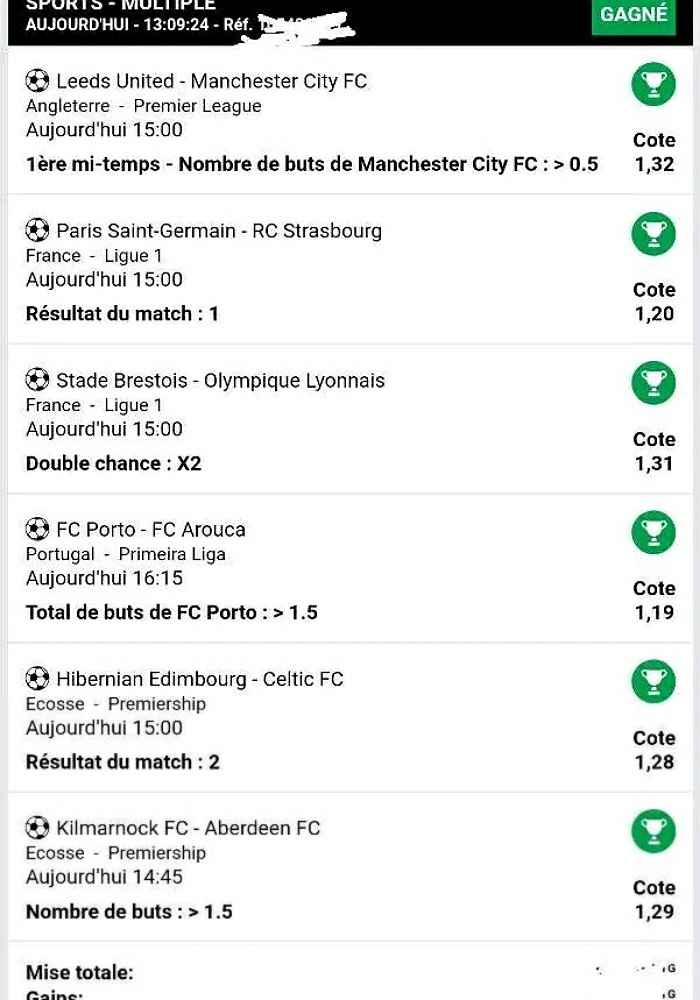 SPORTS - MULTIPLE
AUJOURD'HUI - 13:09:24 - Réf.
GAGNÉ
Leeds United - Manchester City FC
Angleterre - Premier League
Aujourd'hui 15:00
1ère mi-temps - Nombre de buts de Manchester City FC : > 0.5
Cote
1,32
Paris Saint-Germain - RC Strasbourg
France - Ligue 1
Aujourd'hui 15:00
Résultat du match : 1
Cote
1,20
Stade Brestois - Olympique Lyonnais
France - Ligue 1
Aujourd'hui 15:00
Double chance : X2
Cote
1,31
FC Porto - FC Arouca
Portugal - Primeira Liga
Aujourd'hui 16:15
Total de buts de FC Porto : > 1.5
Cote
1,19
Hibernian Edimbourg - Celtic FC
Ecosse - Premiership
Aujourd'hui 15:00
Résultat du match : 2
Cote
1,28
Kilmarnock FC - Aberdeen FC
Ecosse - Premiership
Aujourd'hui 14:45
Nombre de buts : > 1.5
Cote
1,29
Mise totale:
Gains: